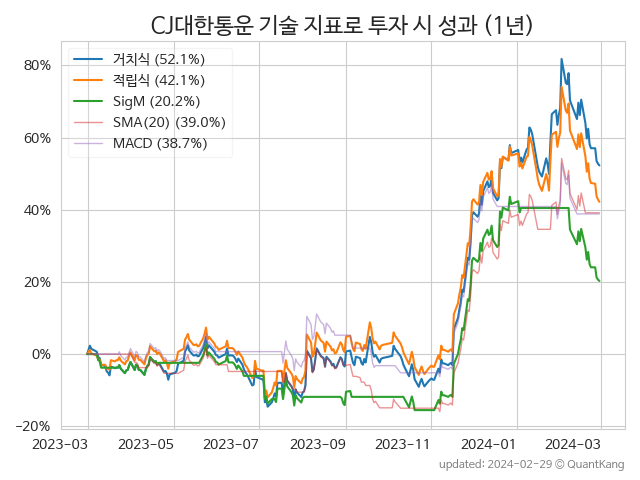 CJ대한통운 기술 지표로 투자 시 성과 (1년)
거치식 (52.1%)
적립식 (42.1%)
SigM (20.2%)
SMA(20) (39.0%)
MACD (38.7%)
80%
60%
40%
20%
0%
−20%
2023−03
2023−05
2023−07
2023−09
2023−11
2024−01
2024−03
updated: 2024-02-29 © QuantKang